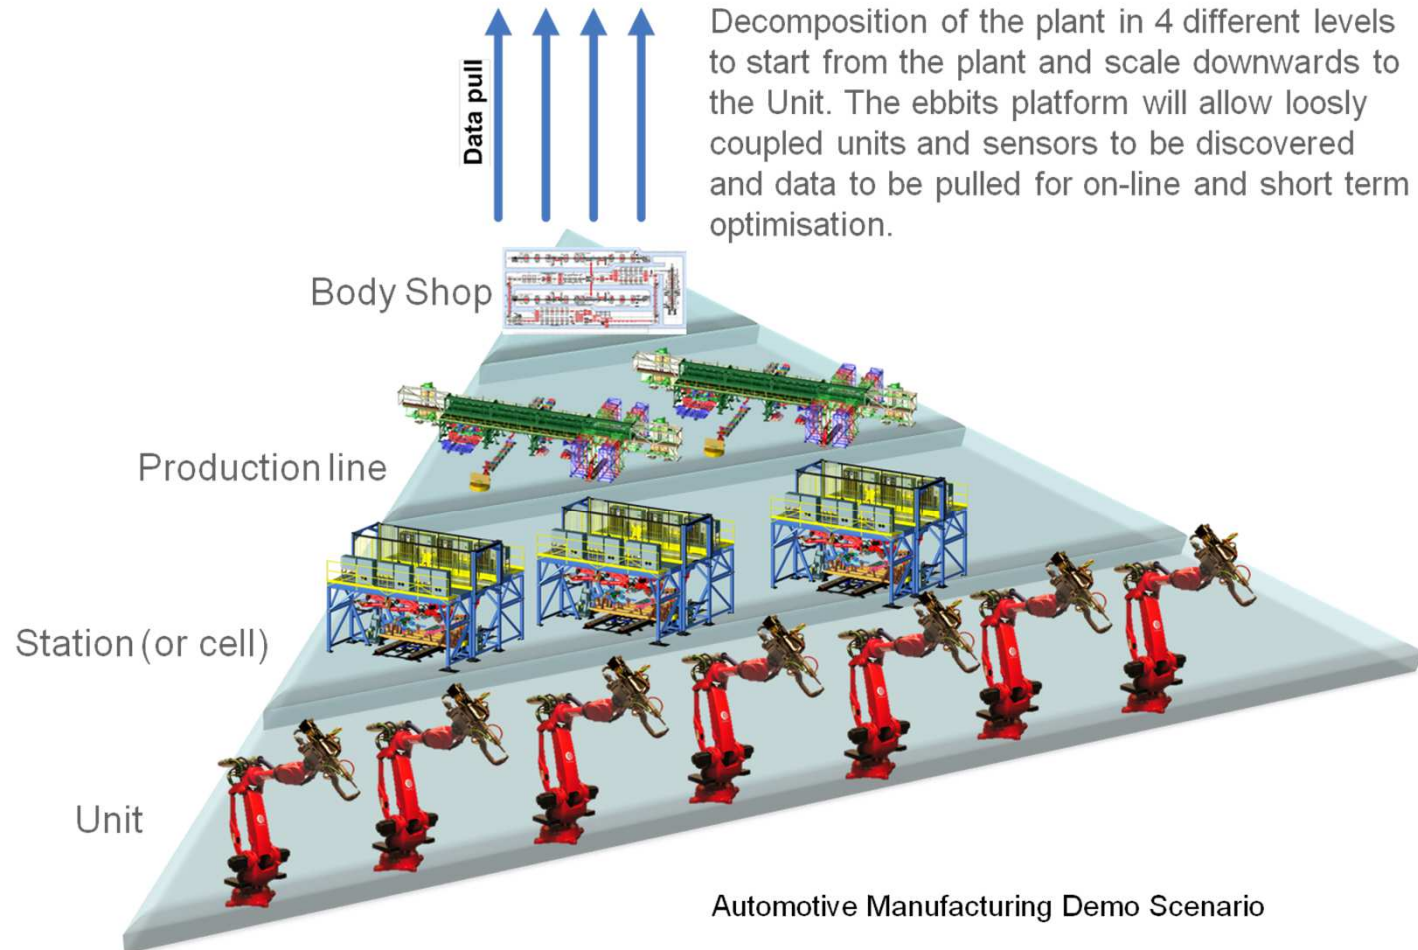 Data pull
Decomposition of the plant in 4 different levels
to start from the plant and scale downwards to
the Unit. The ebbits platform will allow loosly
coupled units and sensors to be discovered
and data to be pulled for on-line and short term
optimisation.
Body Shop
Production line
Station (or cell)
Unit
Automotive Manufacturing Demo Scenario